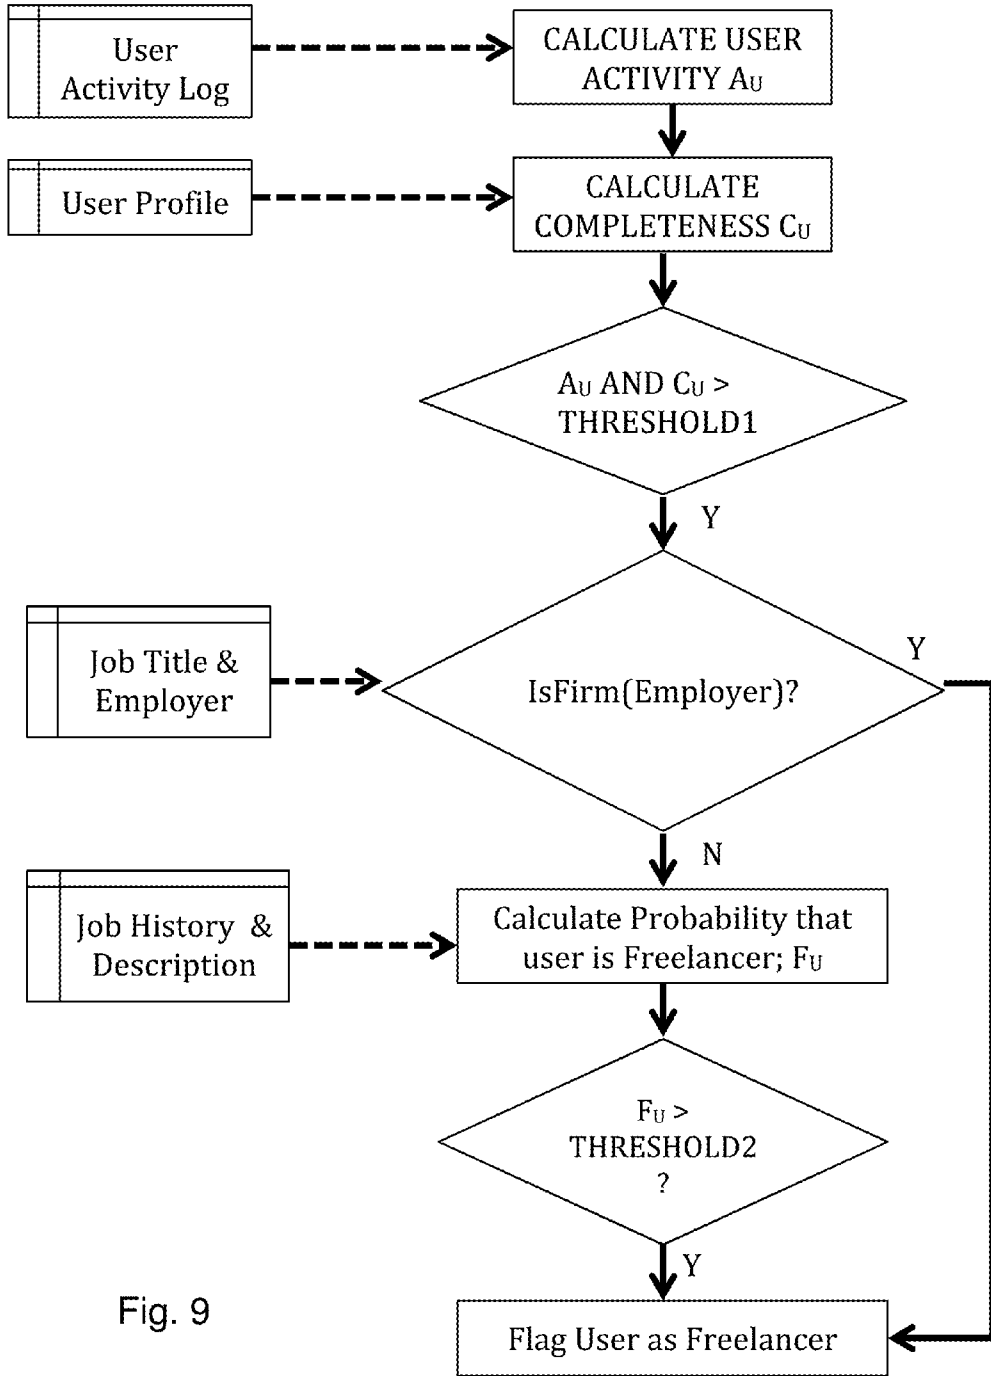 User
Activity Log
CALCULATE USER
ACTIVITY AU
User Profile
CALCULATE
COMPLETENESS CU
AU AND CU >
THRESHOLD1
Y
Job Title &
Employer
IsFirm(Employer)?
Y
N
Job History &
Description
Calculate Probability that
user is Freelancer; FU
FU >
THRESHOLD2
?
Y
Flag User as Freelancer
Fig. 9